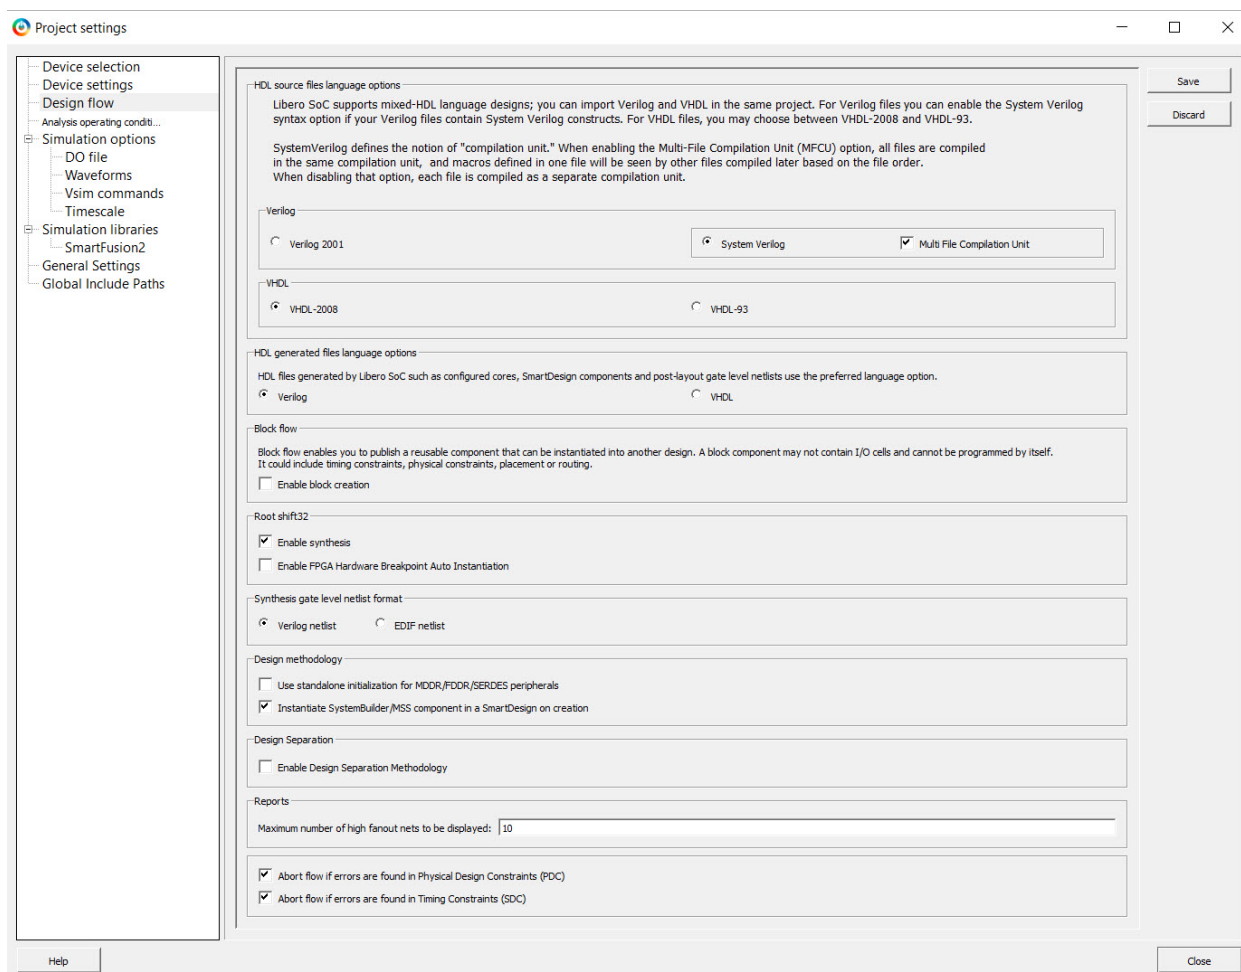 Project settings
Device selection
Device settings
Design flow
Analysis operating conditi...
Simulation options
DO file
Waveforms
Vsim commands
Timescale
Simulation libraries
SmartFusion2
General Settings
Global Include Paths
HDL source files language options
Libero SoC supports mixed-HDL language designs; you can import Verilog and VHDL in the same project. For Verilog files you can enable the System Verilog
syntax option if your Verilog files contain System Verilog constructs. For VHDL files, you may choose between VHDL-2008 and VHDL-93.
SystemVerilog defines the notion of "compilation unit." When enabling the Multi-File Compilation Unit (MFCU) option, all files are compiled
in the same compilation unit, and macros defined in one file will be seen by other files compiled later based on the file order.
When disabling that option, each file is compiled as a separate compilation unit.
Verilog
Verilog 2001 System Verilog Multi File Compilation Unit
VHDL
VHDL-2008 VHDL-93
HDL generated files language options
HDL files generated by Libero SoC such as configured cores, SmartDesign components and post-layout gate level netlists use the preferred language option.
Verilog VHDL
Block flow
Block flow enables you to publish a reusable component that can be instantiated into another design. A block component may not contain I/O cells and cannot be programmed by itself.
It could include timing constraints, physical constraints, placement or routing.
Enable block creation
Root shift32
Enable synthesis
Enable FPGA Hardware Breakpoint Auto Instantiation
Synthesis gate level netlist format
Verilog netlist EDIF netlist
Design methodology
Use standalone initialization for MDDR/FDDR/SERDES peripherals
Instantiate SystemBuilder/MSS component in a SmartDesign on creation
Design Separation
Enable Design Separation Methodology
Reports
Maximum number of high fanout nets to be displayed: 10
Abort flow if errors are found in Physical Design Constraints (PDC)
Abort flow if errors are found in Timing Constraints (SDC)
Save
Discard
Help
Close